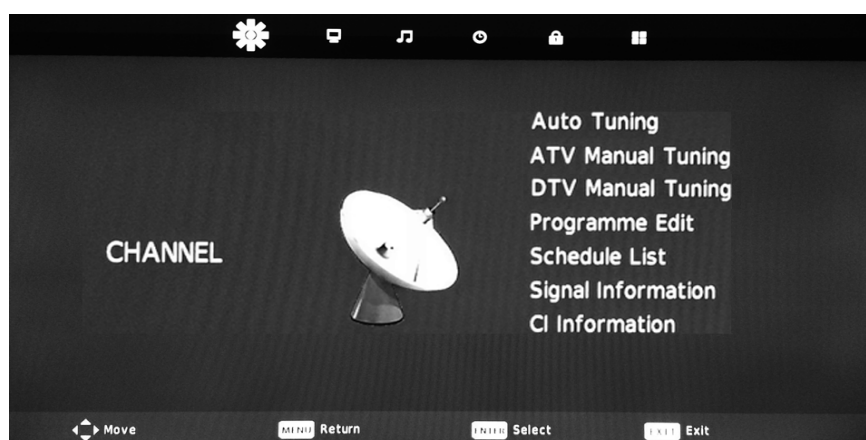 CHANNEL
Auto Tuning
ATV Manual Tuning
DTV Manual Tuning
Programme Edit
Schedule List
Signal Information
CI Information
Move
MENU Return
ENTER Select
EXIT Exit